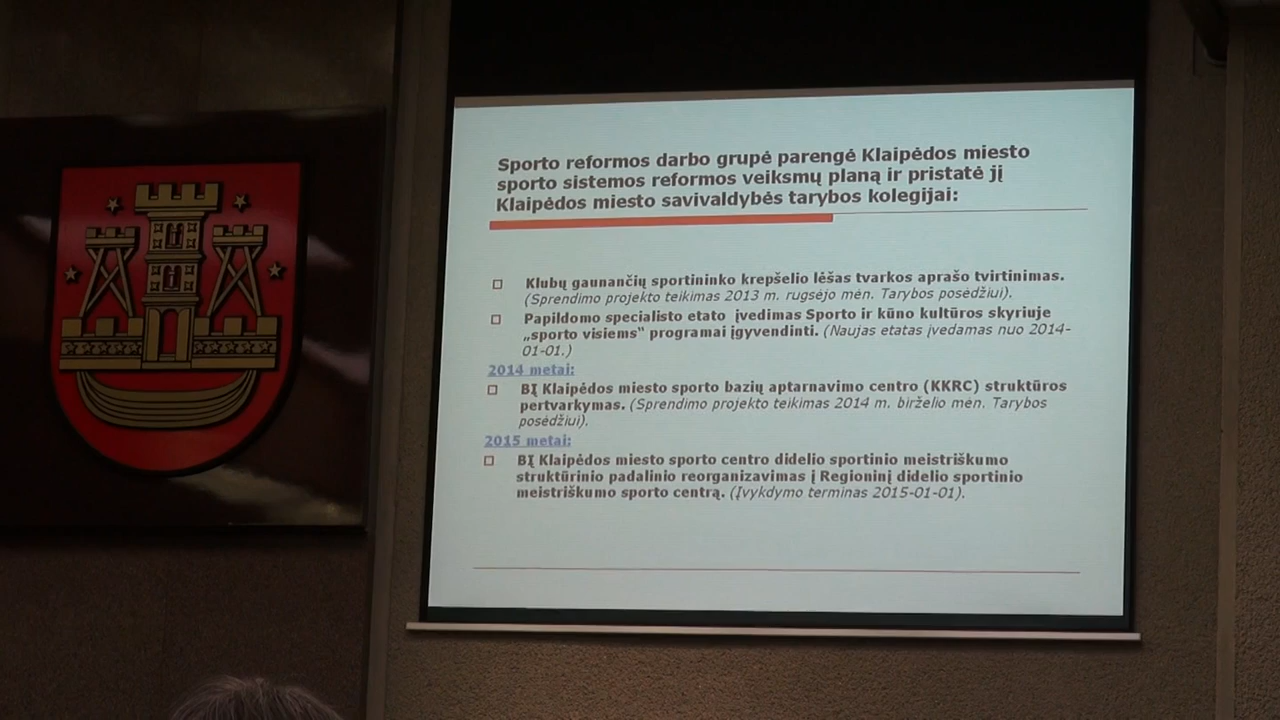 Sporto reformos darbo grupė parengė Klaipėdos miesto
sporto sistemos reformos veiksmų planą ir pristatė jį
Klaipėdos miesto savivaldybės tarybos kolegijai:
Klubų gaunančių sportininko krepšelio lėšas tvarkos aprašo tvirtinimas.
(Sprendimo projekto teikimas 2013 m. rugsėjo mėn. Tarybos posėdžiui).
Papildomo specialisto etato įvedimas Sporto ir kūno kultūros skyriuje
„sporto visiems“ programai įgyvendinti. (Naujas etatas įvedamas nuo 2014-
01-01.)
2014 metai:
BĮ Klaipėdos miesto sporto bazių aptarnavimo centro (KKRC) struktūros
pertvarkymas. (Sprendimo projekto teikimas 2014 m. birželio mėn. Tarybos
posėdžiui).
2015 metai:
BĮ Klaipėdos miesto sporto centro didelio sportinio meistriškumo
struktūrinio padalinio reorganizavimas į Regioninį didelio sportinio
meistriškumo sporto centrą. (Įvykdymo terminas 2015-01-01).